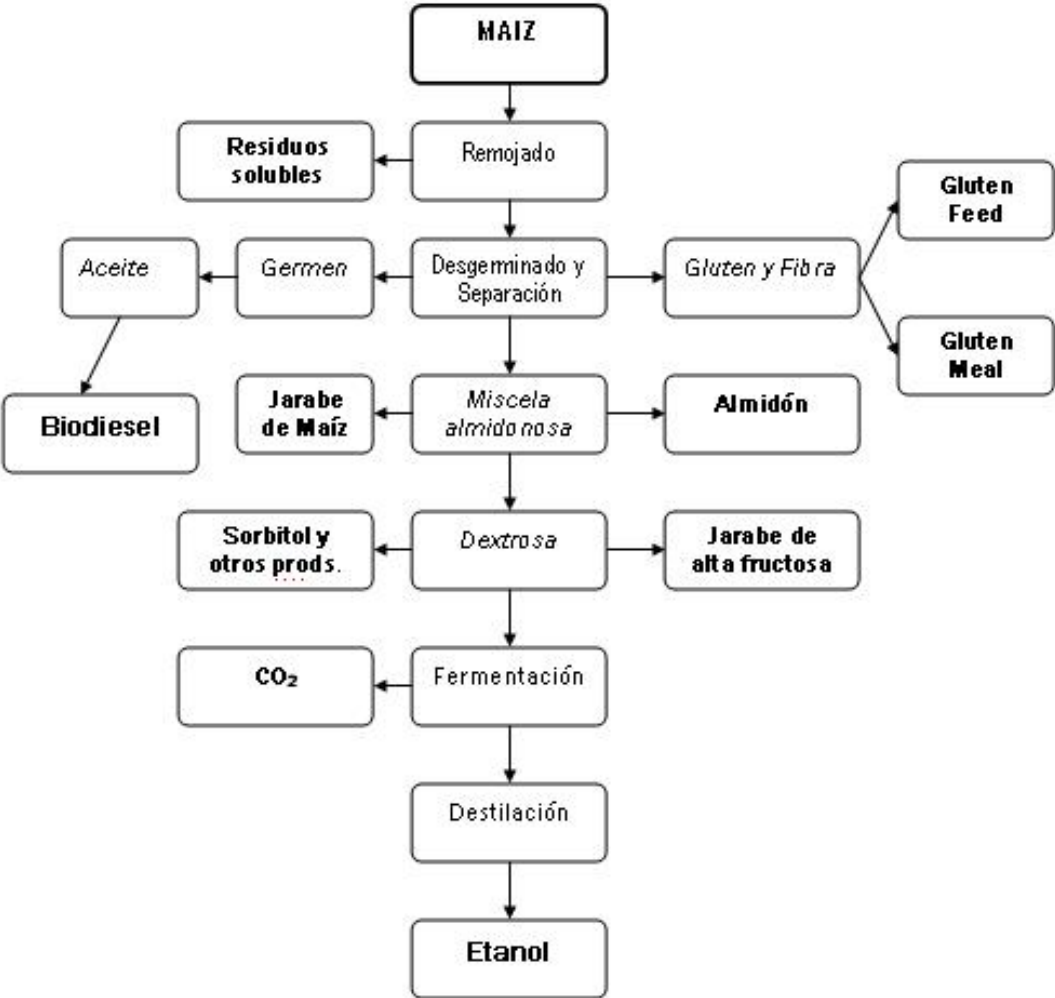 MAIZ
Residuos
solubles
Remojado
Gluten
Feed
Aceite
Germen
Desgerminado y
Separación
Gluten y Fibra
Gluten
Meal
Biodiesel
Jarabe
de Maíz
Miscela
almidonosa
Almidón
Sorbitol y
otros prods.
Dextrosa
Jarabe de
alta fructosa
CO₂
Fermentación
Destilación
Etanol